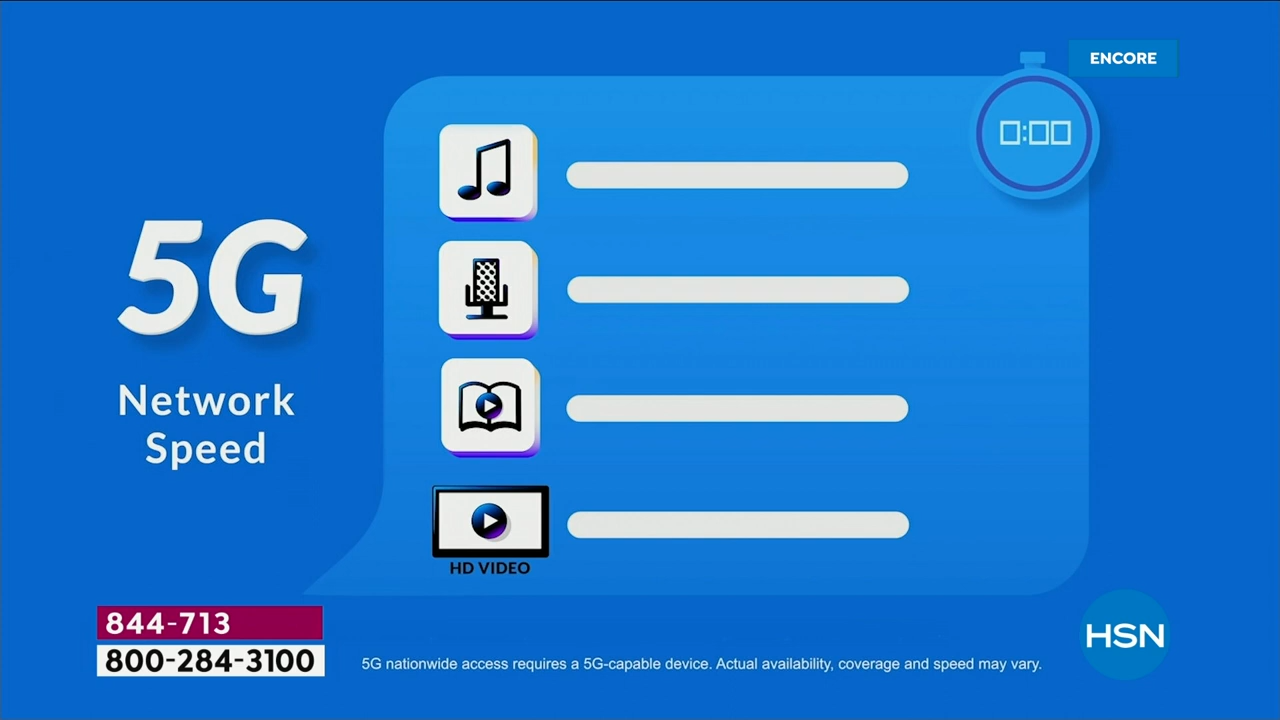 ENCORE
0:00
5G
Network
Speed
HD VIDEO
844-713
800-284-3100
5G nationwide access requires a 5G-capable device. Actual availability, coverage and speed may vary.
HSN